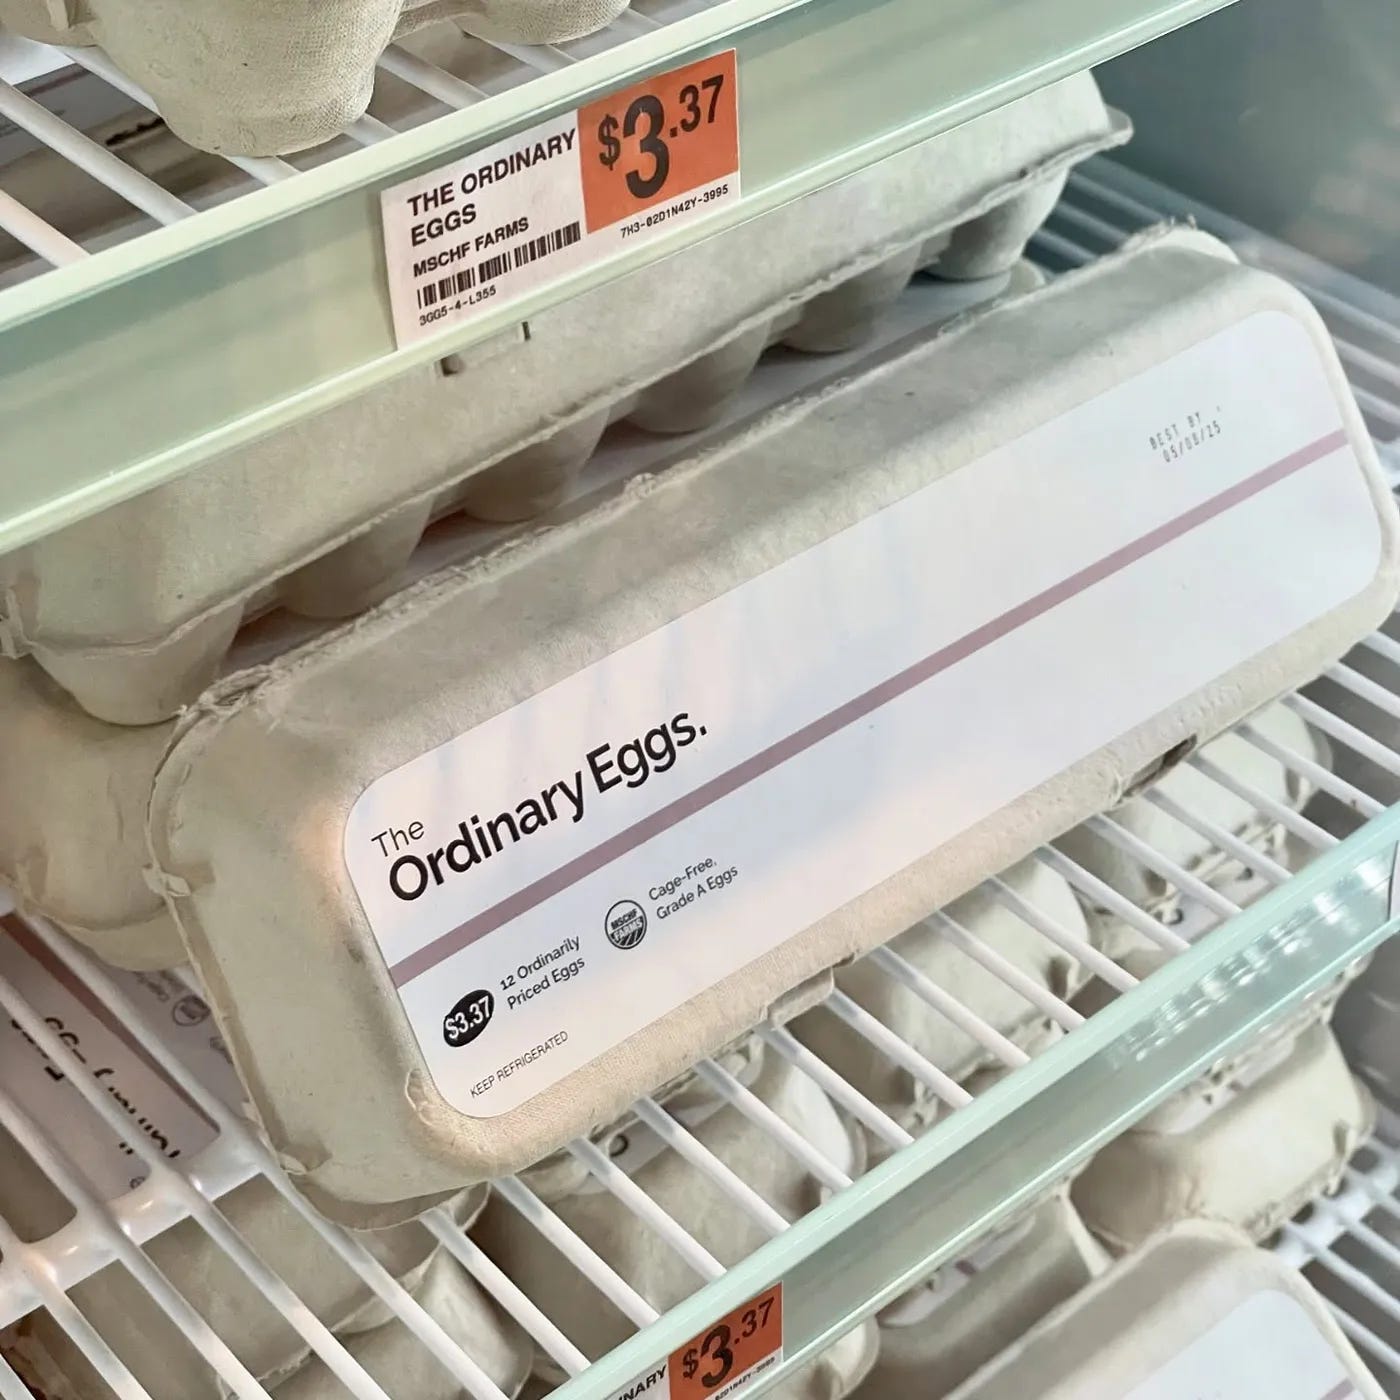 THE ORDINARY
EGGS
MSCHF FARMS
3GG5-4-L355
$3.37
7H3-02D1N42Y-3995
BEST BY
05/08/25
The
Ordinary Eggs.
$3.37
12 Ordinarily
Priced Eggs
MSCHF
FARMS
Cage-Free,
Grade A Eggs
KEEP REFRIGERATED
$3.37